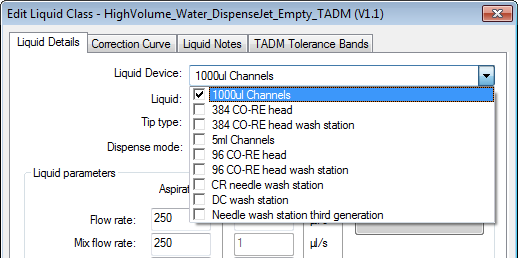 Edit Liquid Class - HighVolume_Water_DispenseJet_Empty_TADM (V1.1)
Liquid Details Correction Curve Liquid Notes TADM Tolerance Bands
Liquid Device: 1000ul Channels
Liquid: 1000ul Channels
384 CO-RE head
Tip type: 384 CO-RE head wash station
5ml Channels
Dispense mode: 96 CO-RE head
96 CO-RE head wash station
Liquid parameters CR needle wash station
DC wash station
Flow rate: 250 Needle wash station third generation
Mix flow rate: 250 1 µl/s